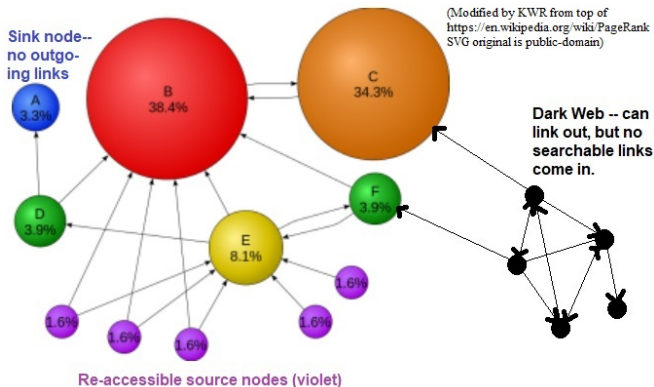 (Modified by KWR from top of
https://en.wikipedia.org/wiki/PageRank
SVG original is public-domain)
Sink node--
no outgo-
ing links
A
3.3%
B
38.4%
C
34.3%
Dark Web -- can
link out, but no
searchable links
come in.
D
3.9%
E
8.1%
F
3.9%
1.6%
1.6%
1.6%
1.6%
1.6%
Re-accessible source nodes (violet)